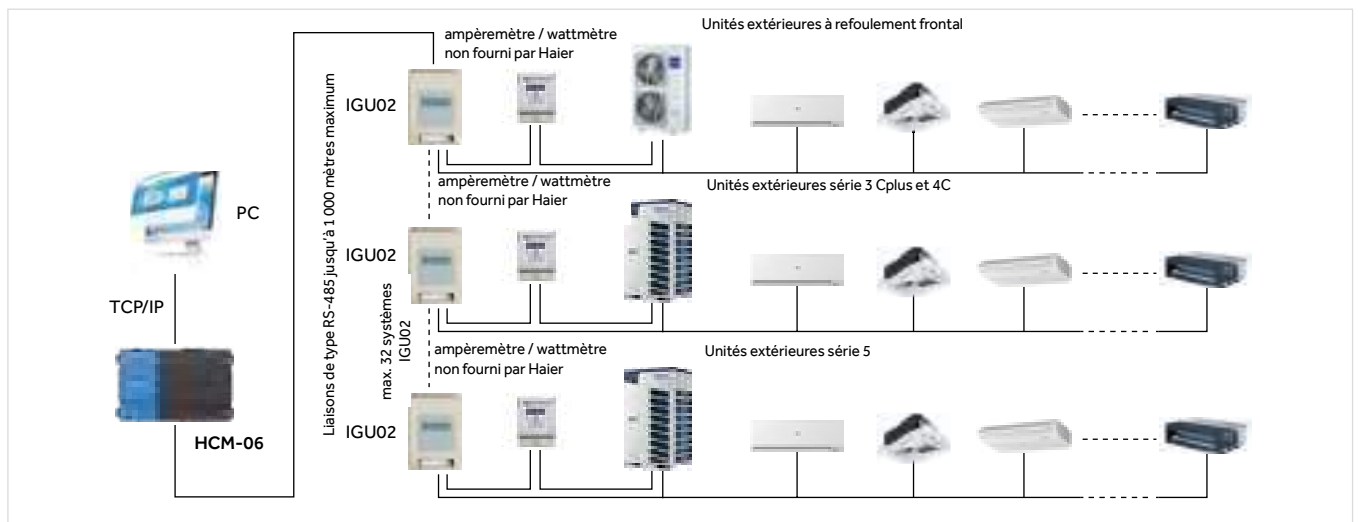 Unités extérieures à refoulement frontal
ampèremètre / wattmètre
non fourni par Haier
IGU02
Liaisons de type RS-485 jusqu'à 1 000 mètres maximum
PC
TCP/IP
HCM-06
ampèremètre / wattmètre
non fourni par Haier
Unités extérieures série 3 Cplus et 4C
IGU02
max. 32 systèmes
IGU02
ampèremètre / wattmètre
non fourni par Haier
Unités extérieures série 5
IGU02